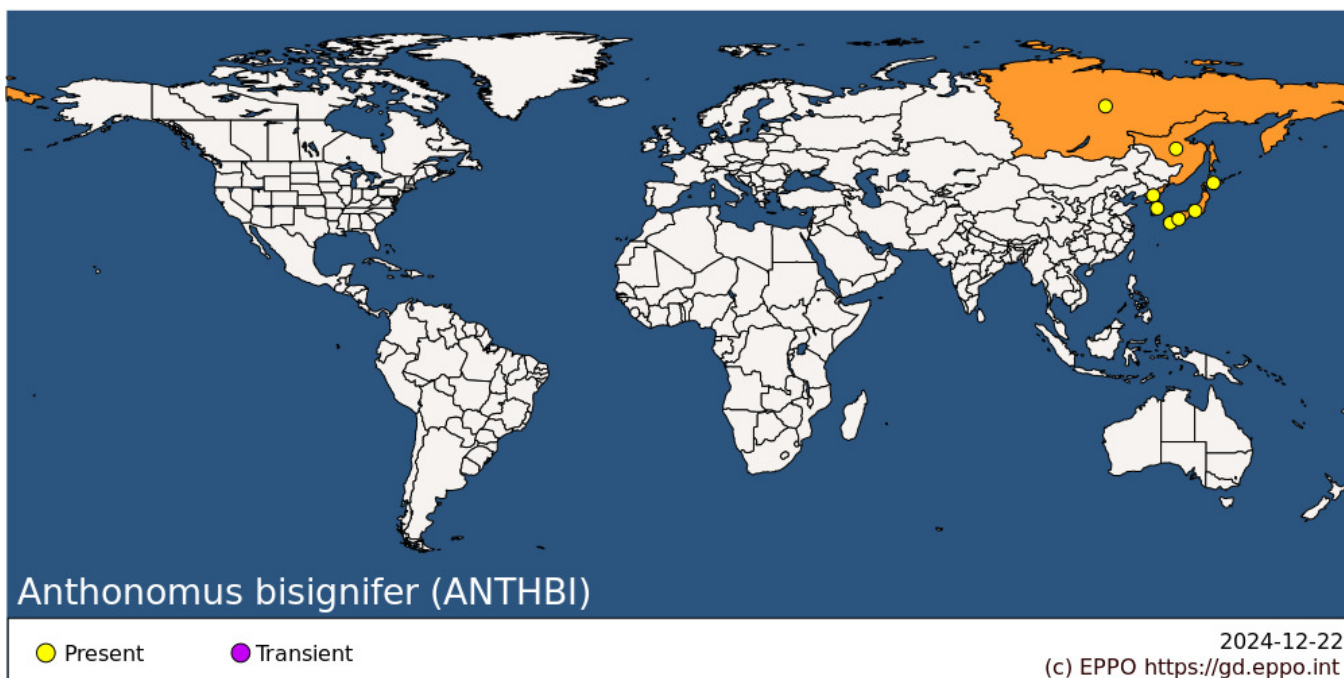 Anthonomus bisignifer (ANTHBI)
Present
Transient
2024-12-22
(c) EPPO https://gd.eppo.int